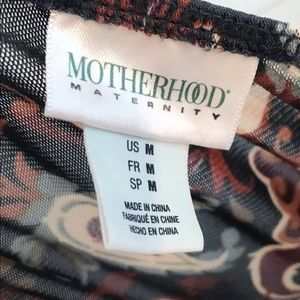 MOTHERHOOD®
MATERNITY
US M
FR M
SP M
MADE IN CHINA
FABRIQUÉ EN CHINE
HECHO EN CHINA